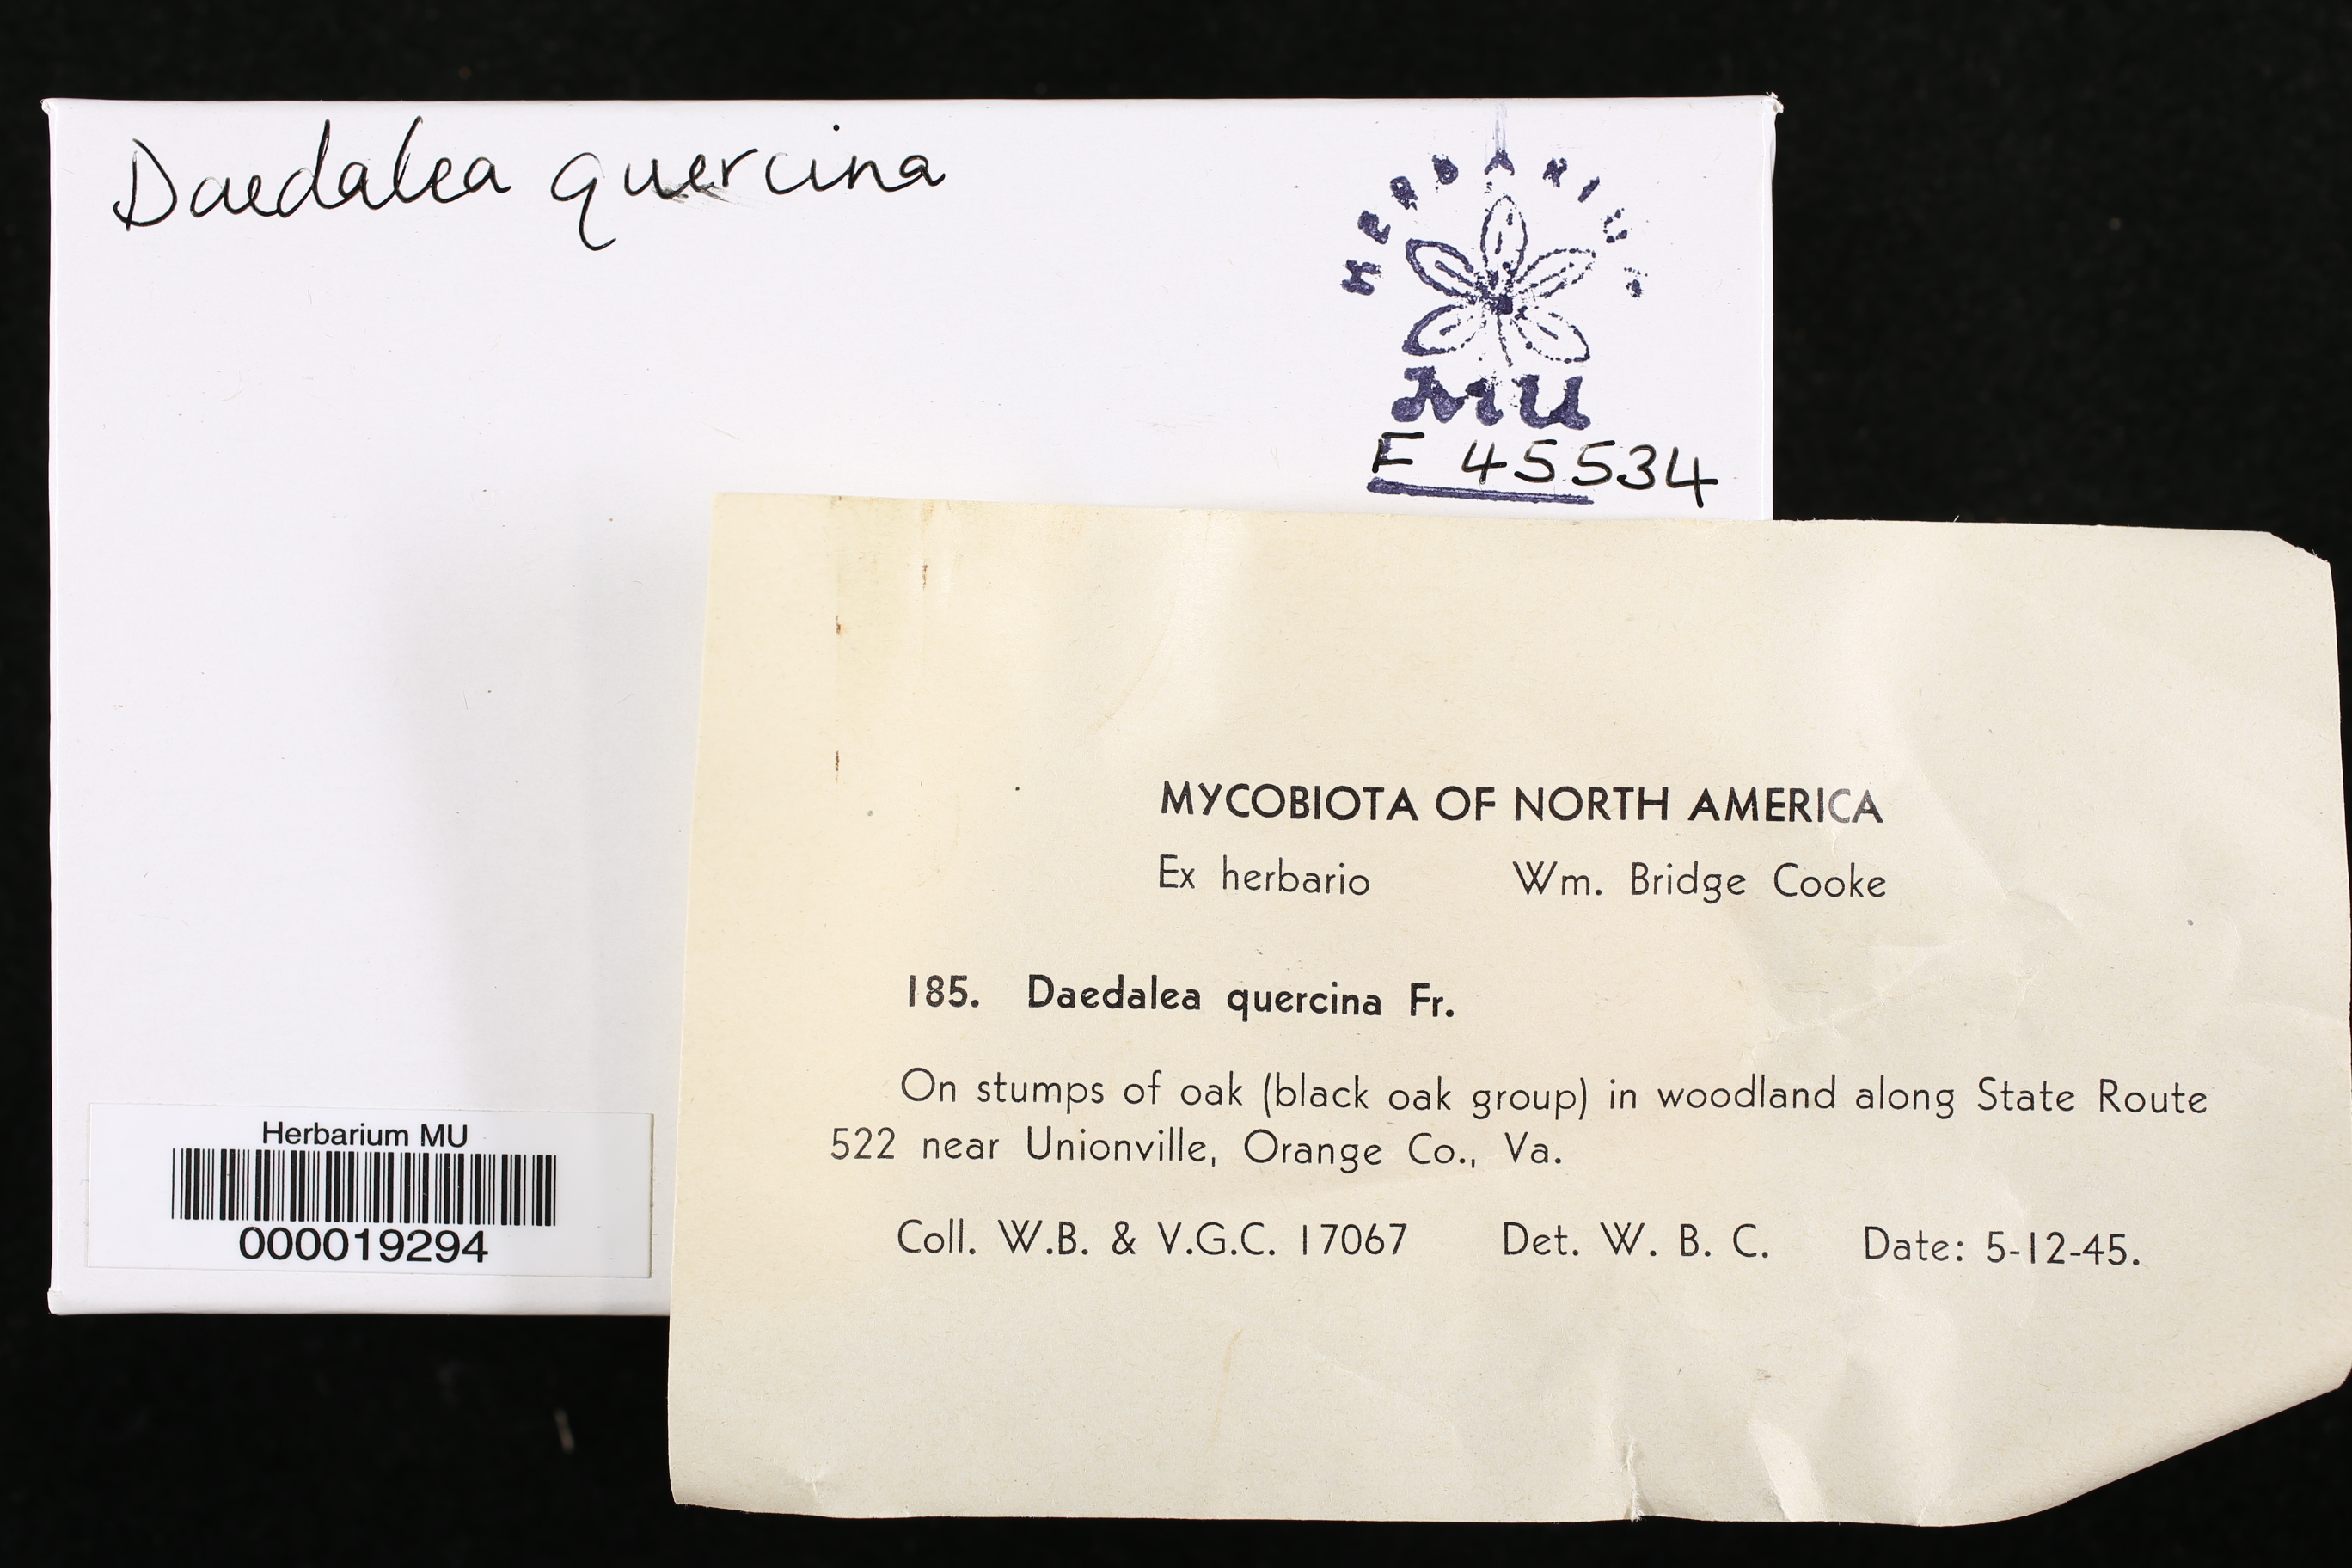 Daedalea quercina
HERBARIUM
MU
F 45534
MYCOBIOTA OF NORTH AMERICA
Ex herbario Wm. Bridge Cooke
185. Daedalea quercina Fr.
On stumps of oak (black oak group) in woodland along State Route
522 near Unionville, Orange Co., Va.
Coll. W.B. & V.G.C. 17067 Det. W. B. C. Date: 5-12-45.
Herbarium MU
000019294